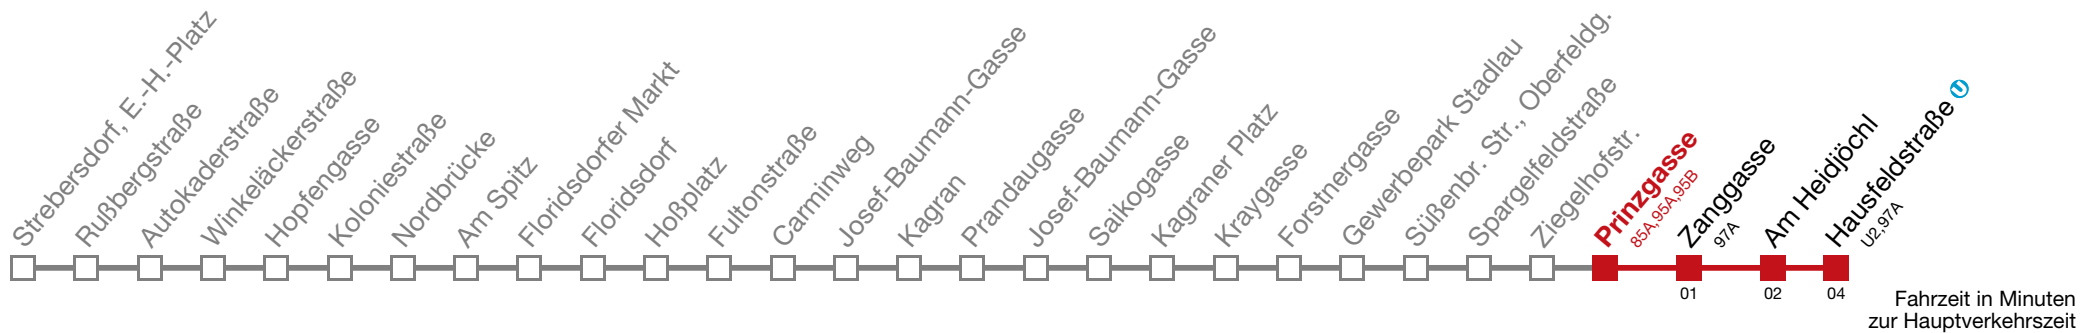 Strebersdorf, E.-H.-Platz
Rußbergstraße
Autokaderstraße
Winkeläckerstraße
Hopfengasse
Koloniestraße
Nordbrücke
Am Spitz
Floridsdorfer Markt
Floridsdorf
Hoßplatz
Fultonstraße
Carminweg
Josef-Baumann-Gasse
Kagran
Prandaugasse
Josef-Baumann-Gasse
Saikogasse
Kagraner Platz
Kraygasse
Forstnergasse
Gewerbepark Stadlau
Süßenbr. Str., Oberfeldg.
Spargelfeldstraße
Ziegelhofstr.
Prinzgasse
85A,95A,95B
Zanggasse
97A
Am Heidjöchl
Hausfeldstraße U
U2,97A
01
02
04
Fahrzeit in Minuten
zur Hauptverkehrszeit